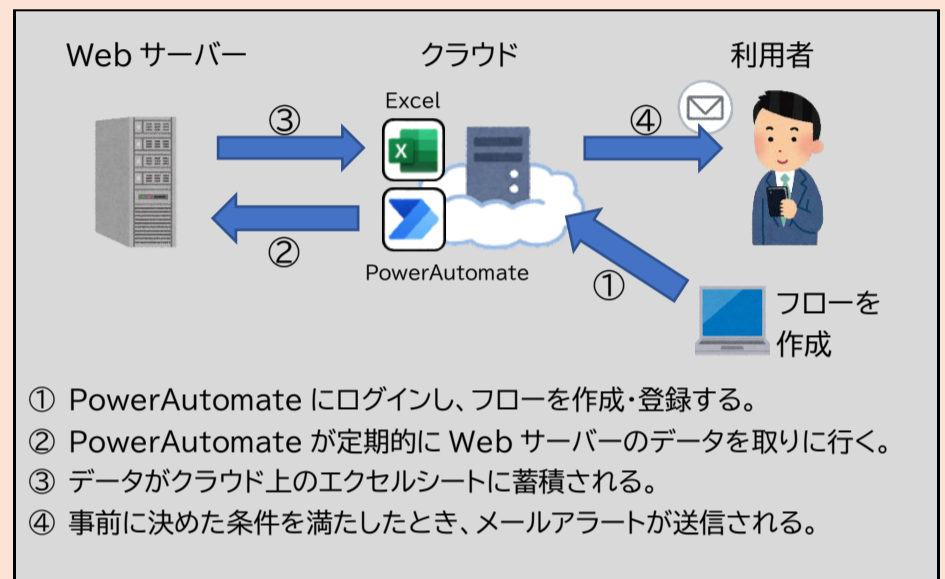 Web サーバー
クラウド
利用者
Excel
③
④
②
PowerAutomate
①
フローを
作成
① PowerAutomate にログインし、フローを作成・登録する。
② PowerAutomate が定期的に Web サーバーのデータを取りに行く。
③ データがクラウド上のエクセルシートに蓄積される。
④ 事前に決めた条件を満たしたとき、メールアラートが送信される。